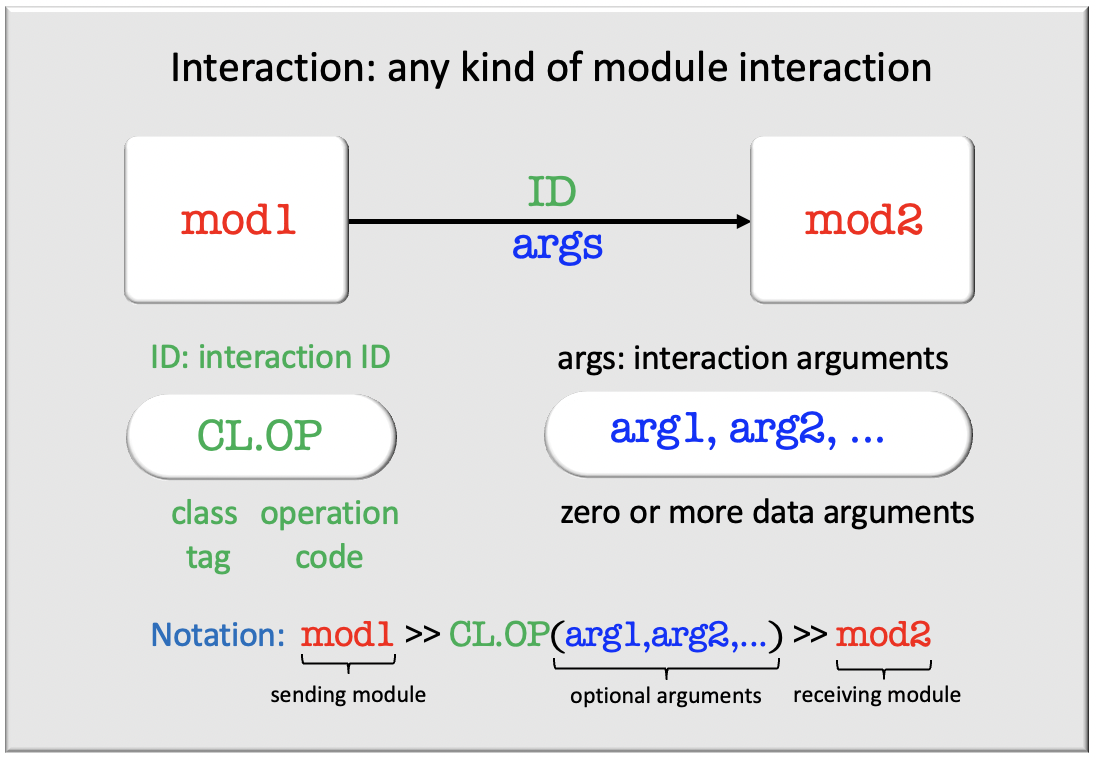 Interaction: any kind of module interaction
mod1
ID
args
mod2
ID: interaction ID
args: interaction arguments
CL.OP
arg1, arg2, ...
class operation
tag code
zero or more data arguments
Notation: mod1 >> CL.OP(arg1,arg2,...) >> mod2
sending module
optional arguments
receiving module